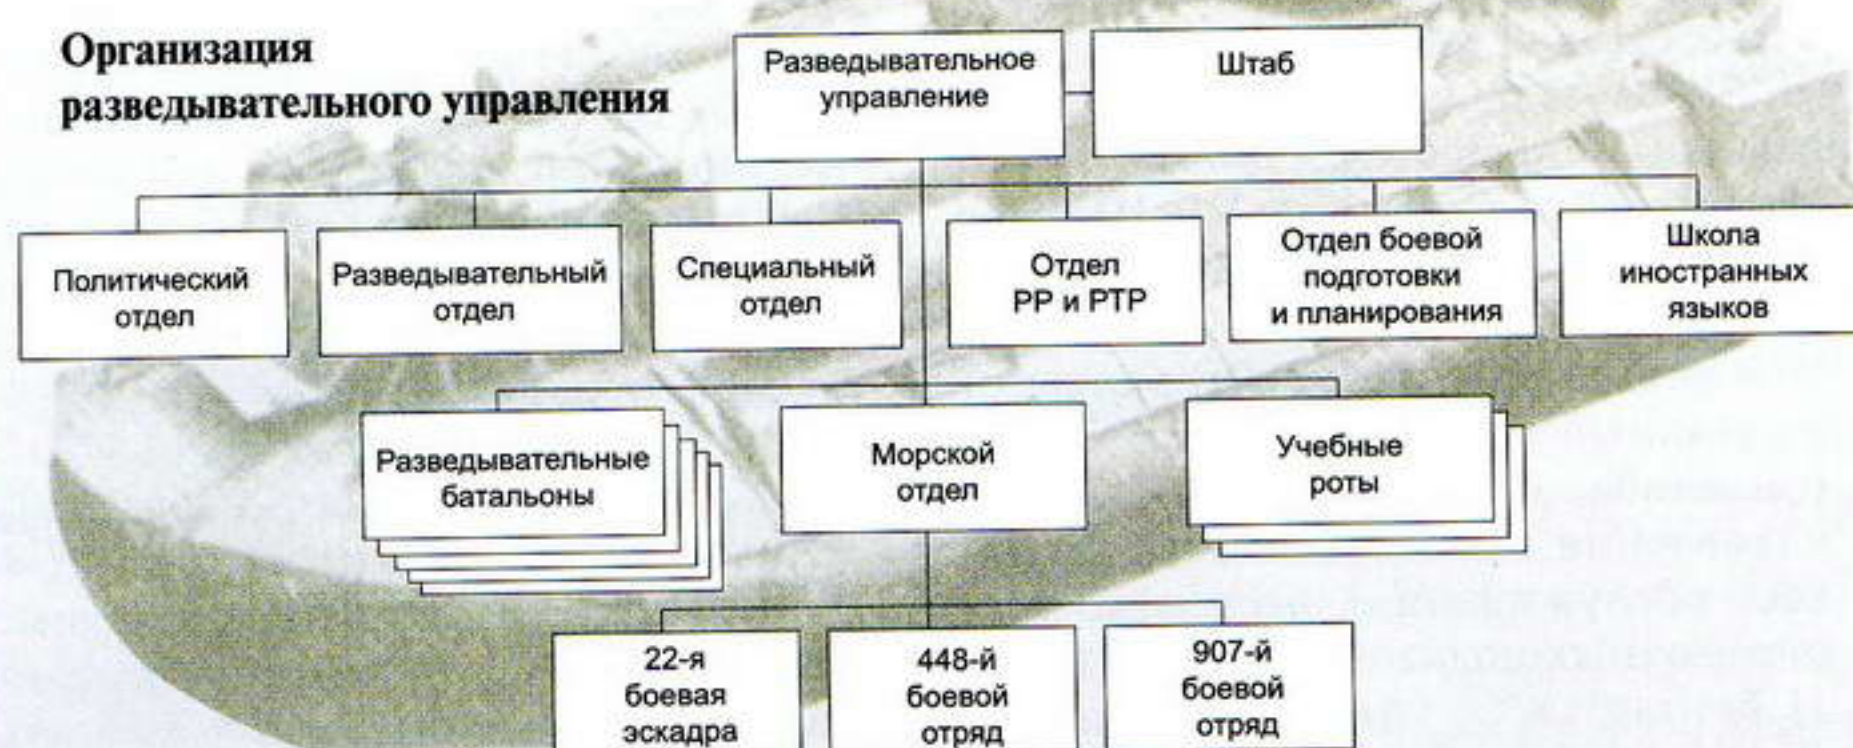 Организация
разведывательного управления
Разведывательное
управление
Штаб
Политический
отдел
Разведывательный
отдел
Специальный
отдел
Отдел
РР и РТР
Отдел боевой
подготовки
и планирования
Школа
иностранных
языков
Разведывательные
батальоны
Морской
отдел
Учебные
роты
22-я
боевая
эскадра
448-й
боевой
отряд
907-й
боевой
отряд